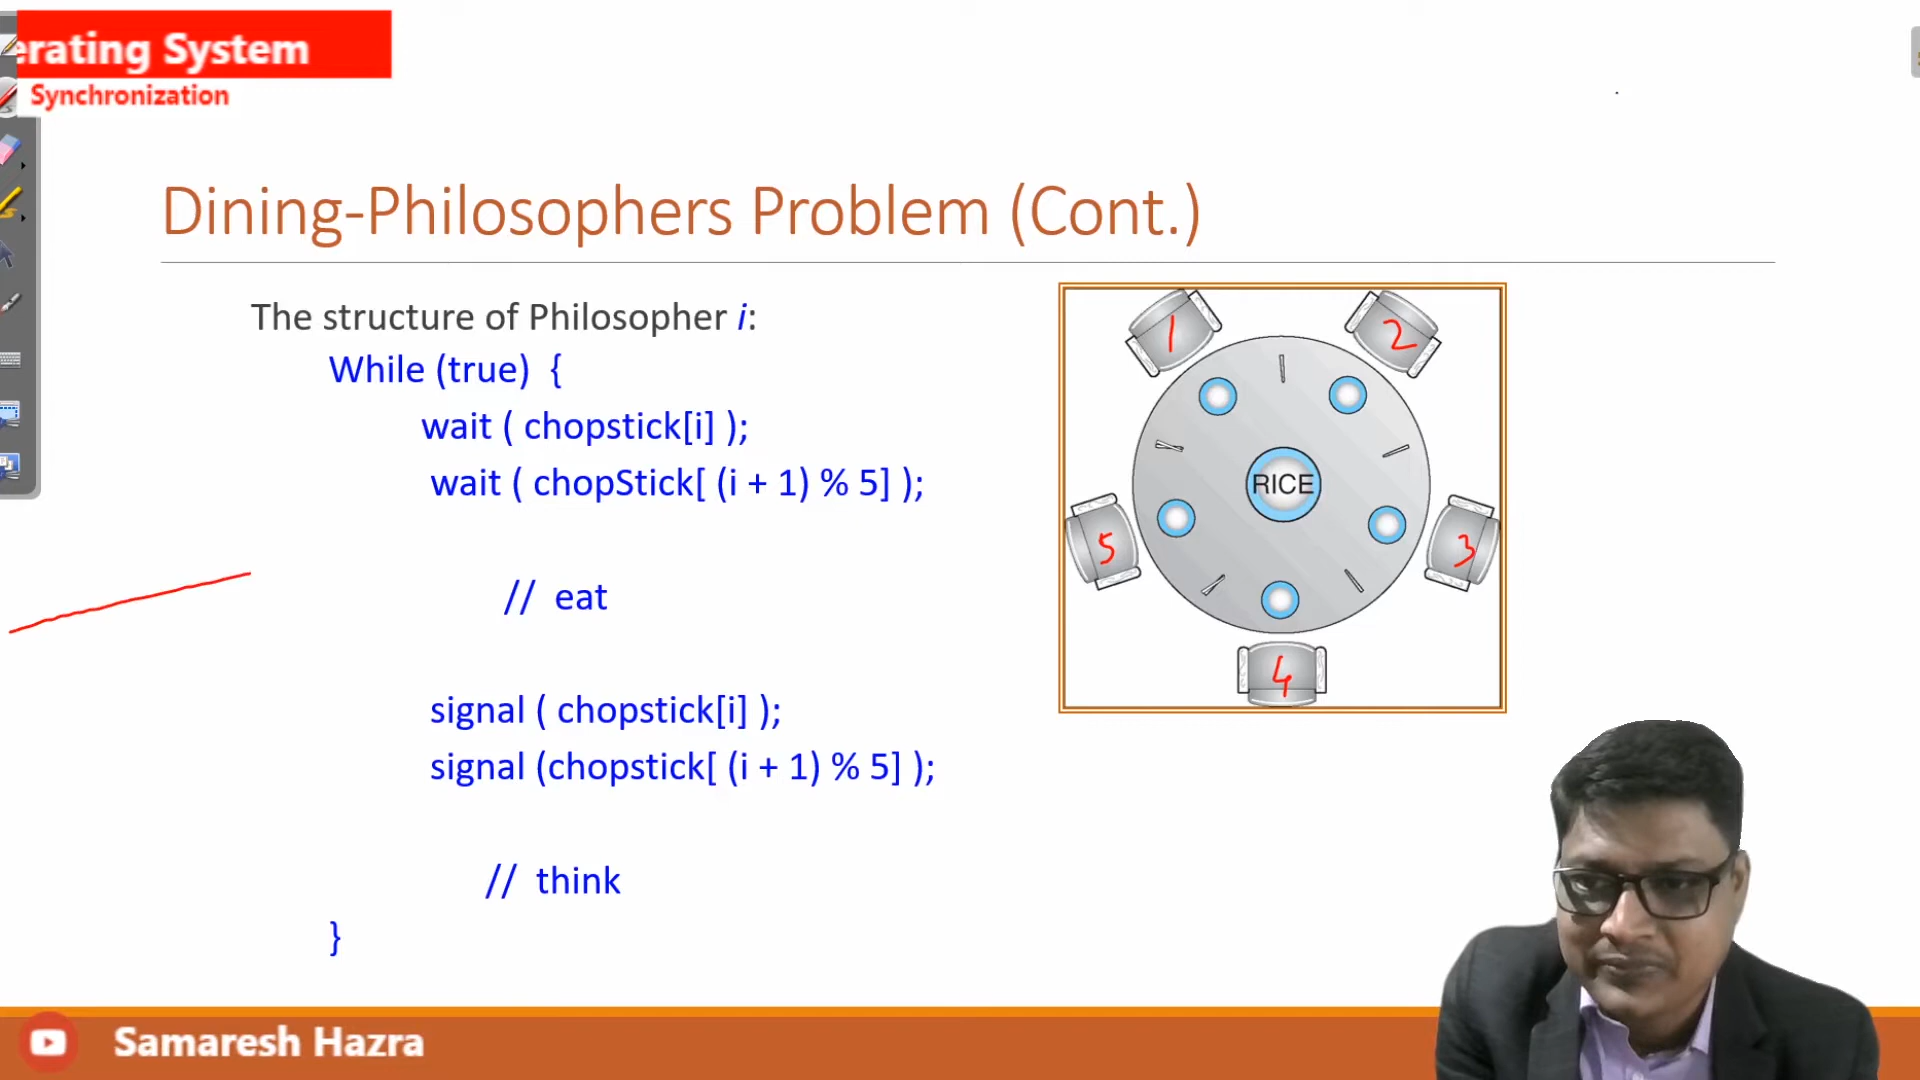 erating System
Synchronization
Dining-Philosophers Problem (Cont.)
The structure of Philosopher i:
While (true) {
wait ( chopstick[i] );
wait ( chopStick[ (i + 1) % 5] );
// eat
signal ( chopstick[i] );
signal (chopstick[ (i + 1) % 5] );
// think
}
1
2
RICE
5
3
4
Samaresh Hazra